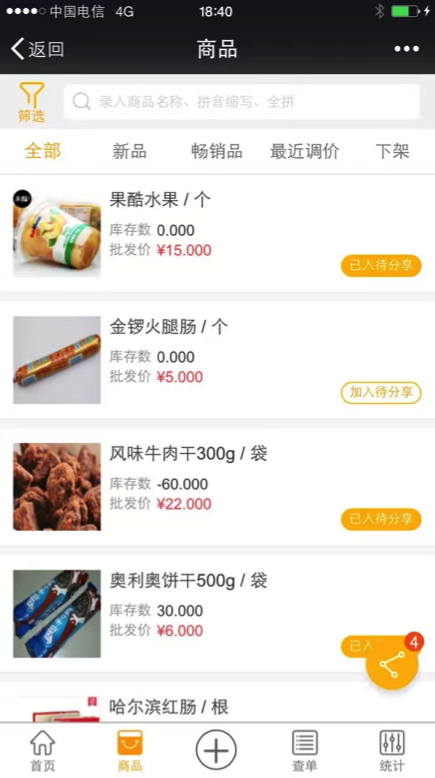 中国电信 4G 18:40
返回 商品
筛选 录入商品名称、拼音缩写、全拼
全部 新品 畅销品 最近调价 下架
果酷水果 / 个
库存数 0.000
批发价 ¥15.000
已入待分享
金锣火腿肠 / 个
库存数 0.000
批发价 ¥5.000
加入待分享
风味牛肉干300g / 袋
库存数 -60.000
批发价 ¥22.000
已入待分享
奥利奥饼干500g / 袋
库存数 30.000
批发价 ¥6.000
已入
4
哈尔滨红肠 / 根
首页 商品 查单 统计